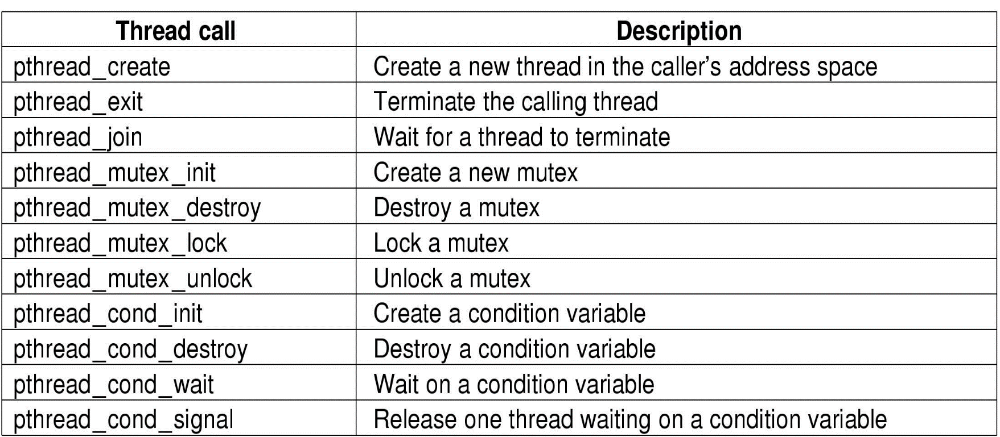 Thread call Description
pthread_create Create a new thread in the caller’s address space
pthread_exit Terminate the calling thread
pthread_join Wait for a thread to terminate
pthread_mutex_init Create a new mutex
pthread_mutex_destroy Destroy a mutex
pthread_mutex_lock Lock a mutex
pthread_mutex_unlock Unlock a mutex
pthread_cond_init Create a condition variable
pthread_cond_destroy Destroy a condition variable
pthread_cond_wait Wait on a condition variable
pthread_cond_signal Release one thread waiting on a condition variable